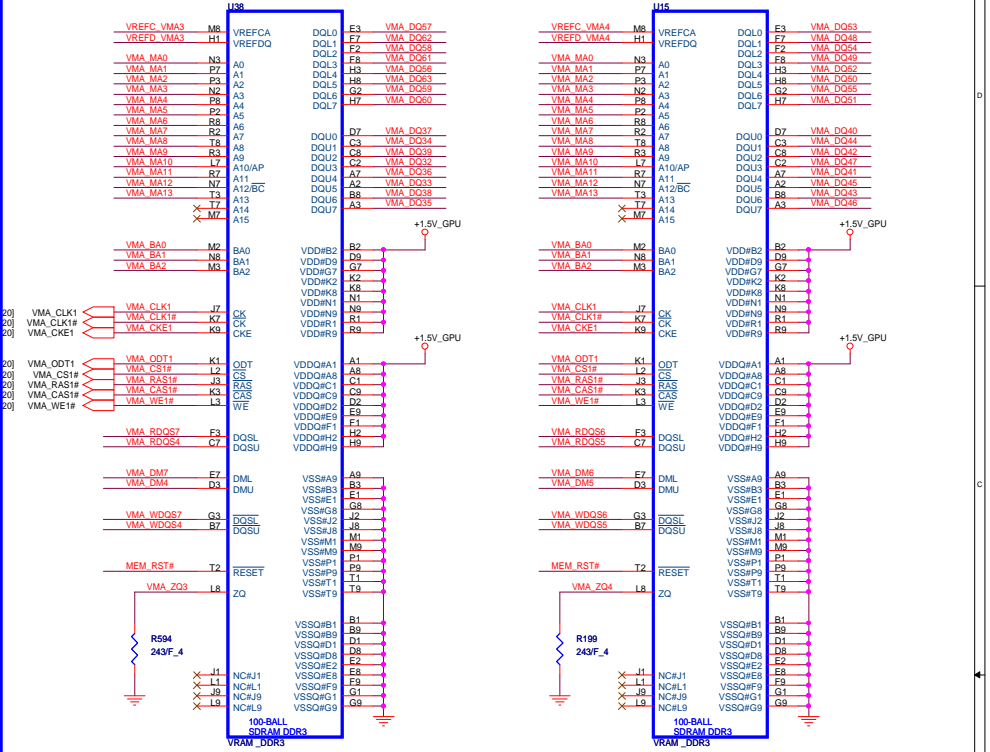 U38
VREFC_VMA3 M8 VREFCA
VREFD_VMA3 H1 VREFDQ
VMA_MA0 N3 A0
VMA_MA1 P7 A1
VMA_MA2 P3 A2
VMA_MA3 N2 A3
VMA_MA4 P8 A4
VMA_MA5 P2 A5
VMA_MA6 R8 A6
VMA_MA7 R2 A7
VMA_MA8 T8 A8
VMA_MA9 R3 A9
VMA_MA10 L7 A10/AP
VMA_MA11 R7 A11
VMA_MA12 N7 A12/BC
VMA_MA13 T3 A13
T7 A14
M7 A15
VMA_BA0 M2 BA0
VMA_BA1 N8 BA1
VMA_BA2 M3 BA2
20] VMA_CLK1 VMA_CLK1 J7 CK
20] VMA_CLK1# VMA_CLK1# K7 CK
20] VMA_CKE1 VMA_CKE1 K9 CKE
20] VMA_ODT1 VMA_ODT1 K1 ODT
20] VMA_CS1# VMA_CS1# L2 CS
20] VMA_RAS1# VMA_RAS1# J3 RAS
20] VMA_CAS1# VMA_CAS1# K3 CAS
20] VMA_WE1# VMA_WE1# L3 WE
VMA_RDQS7 F3 DQSL
VMA_RDQS4 C7 DQSU
VMA_DM7 E7 DML
VMA_DM4 D3 DMU
VMA_WDQS7 G3 DQSL
VMA_WDQS4 B7 DQSU
MEM_RST# T2 RESET
VMA_ZQ3 L8 ZQ
R594
243/F_4
J1 NC#J1
L1 NC#L1
J9 NC#J9
L9 NC#L9
DQL0 E3 VMA_DQ57
DQL1 F7 VMA_DQ62
DQL2 F2 VMA_DQ58
DQL3 F8 VMA_DQ61
DQL4 H3 VMA_DQ56
DQL5 H8 VMA_DQ63
DQL6 G2 VMA_DQ59
DQL7 H7 VMA_DQ60
DQU0 D7 VMA_DQ37
DQU1 C3 VMA_DQ34
DQU2 C8 VMA_DQ39
DQU3 C2 VMA_DQ32
DQU4 A7 VMA_DQ36
DQU5 A2 VMA_DQ33
DQU6 B8 VMA_DQ38
DQU7 A3 VMA_DQ35
+1.5V_GPU
VDD#B2 B2
VDD#D9 D9
VDD#G7 G7
VDD#K2 K2
VDD#K8 K8
VDD#N1 N1
VDD#N9 N9
VDD#R1 R1
VDD#R9 R9
+1.5V_GPU
VDDQ#A1 A1
VDDQ#A8 A8
VDDQ#C1 C1
VDDQ#C9 C9
VDDQ#D2 D2
VDDQ#E9 E9
VDDQ#F1 F1
VDDQ#H2 H2
VDDQ#H9 H9
VSS#A9 A9
VSS#B3 B3
VSS#E1 E1
VSS#G8 G8
VSS#J2 J2
VSS#J8 J8
VSS#M1 M1
VSS#M9 M9
VSS#P1 P1
VSS#P9 P9
VSS#T1 T1
VSS#T9 T9
VSSQ#B1 B1
VSSQ#B9 B9
VSSQ#D1 D1
VSSQ#D8 D8
VSSQ#E2 E2
VSSQ#E8 E8
VSSQ#F9 F9
VSSQ#G1 G1
VSSQ#G9 G9
100-BALL
SDRAM DDR3
VRAM _DDR3
U15
VREFC_VMA4 M8 VREFCA
VREFD_VMA4 H1 VREFDQ
VMA_MA0 N3 A0
VMA_MA1 P7 A1
VMA_MA2 P3 A2
VMA_MA3 N2 A3
VMA_MA4 P8 A4
VMA_MA5 P2 A5
VMA_MA6 R8 A6
VMA_MA7 R2 A7
VMA_MA8 T8 A8
VMA_MA9 R3 A9
VMA_MA10 L7 A10/AP
VMA_MA11 R7 A11
VMA_MA12 N7 A12/BC
VMA_MA13 T3 A13
T7 A14
M7 A15
VMA_BA0 M2 BA0
VMA_BA1 N8 BA1
VMA_BA2 M3 BA2
VMA_CLK1 J7 CK
VMA_CLK1# K7 CK
VMA_CKE1 K9 CKE
VMA_ODT1 K1 ODT
VMA_CS1# L2 CS
VMA_RAS1# J3 RAS
VMA_CAS1# K3 CAS
VMA_WE1# L3 WE
VMA_RDQS6 F3 DQSL
VMA_RDQS5 C7 DQSU
VMA_DM6 E7 DML
VMA_DM5 D3 DMU
VMA_WDQS6 G3 DQSL
VMA_WDQS5 B7 DQSU
MEM_RST# T2 RESET
VMA_ZQ4 L8 ZQ
R199
243/F_4
J1 NC#J1
L1 NC#L1
J9 NC#J9
L9 NC#L9
DQL0 E3 VMA_DQ53
DQL1 F7 VMA_DQ48
DQL2 F2 VMA_DQ54
DQL3 F8 VMA_DQ49
DQL4 H3 VMA_DQ52
DQL5 H8 VMA_DQ50
DQL6 G2 VMA_DQ55
DQL7 H7 VMA_DQ51
DQU0 D7 VMA_DQ40
DQU1 C3 VMA_DQ44
DQU2 C8 VMA_DQ42
DQU3 C2 VMA_DQ47
DQU4 A7 VMA_DQ41
DQU5 A2 VMA_DQ45
DQU6 B8 VMA_DQ43
DQU7 A3 VMA_DQ46
+1.5V_GPU
VDD#B2 B2
VDD#D9 D9
VDD#G7 G7
VDD#K2 K2
VDD#K8 K8
VDD#N1 N1
VDD#N9 N9
VDD#R1 R1
VDD#R9 R9
+1.5V_GPU
VDDQ#A1 A1
VDDQ#A8 A8
VDDQ#C1 C1
VDDQ#C9 C9
VDDQ#D2 D2
VDDQ#E9 E9
VDDQ#F1 F1
VDDQ#H2 H2
VDDQ#H9 H9
VSS#A9 A9
VSS#B3 B3
VSS#E1 E1
VSS#G8 G8
VSS#J2 J2
VSS#J8 J8
VSS#M1 M1
VSS#M9 M9
VSS#P1 P1
VSS#P9 P9
VSS#T1 T1
VSS#T9 T9
VSSQ#B1 B1
VSSQ#B9 B9
VSSQ#D1 D1
VSSQ#D8 D8
VSSQ#E2 E2
VSSQ#E8 E8
VSSQ#F9 F9
VSSQ#G1 G1
VSSQ#G9 G9
100-BALL
SDRAM DDR3
VRAM _DDR3
D
C